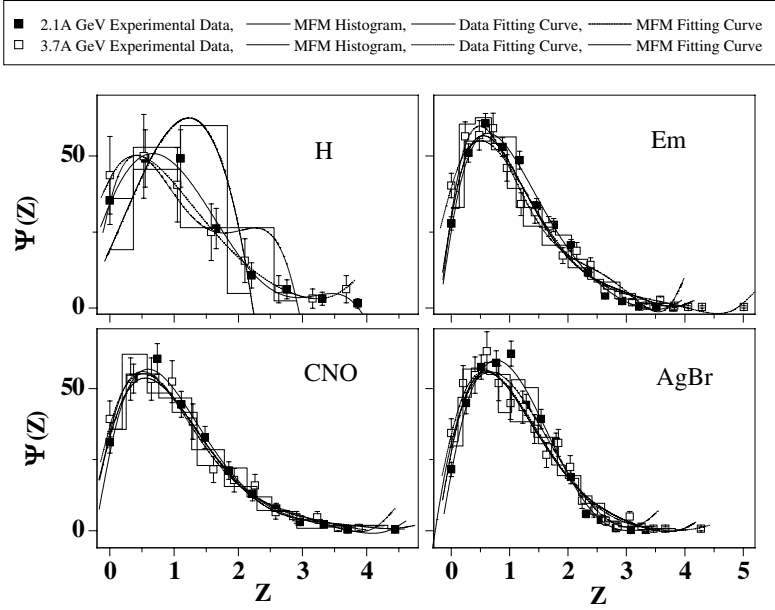 2.1A GeV Experimental Data, MFM Histogram, Data Fitting Curve, MFM Fitting Curve
3.7A GeV Experimental Data, MFM Histogram, Data Fitting Curve, MFM Fitting Curve
H
Em
50
0
Ψ(Z)
CNO
AgBr
50
0
Ψ(Z)
0 1 2 3 4
0 1 2 3 4 5
Z
Z